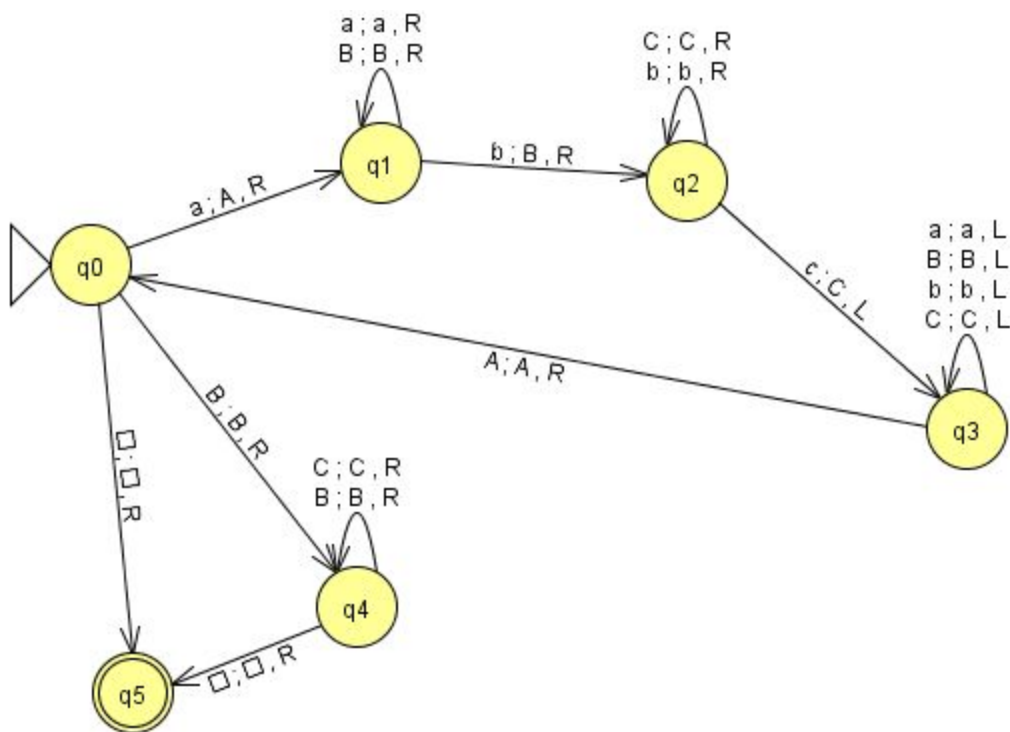 a ; a , R
B ; B , R
C ; C , R
b ; b , R
q1
b ; B , R
q2
a ; A , R
q0
a ; a , L
B ; B , L
b ; b , L
C ; C , L
c ; C , L
A ; A , R
q3
B ; B , R
□ ; □ , R
C ; C , R
B ; B , R
q4
□ ; □ , R
q5